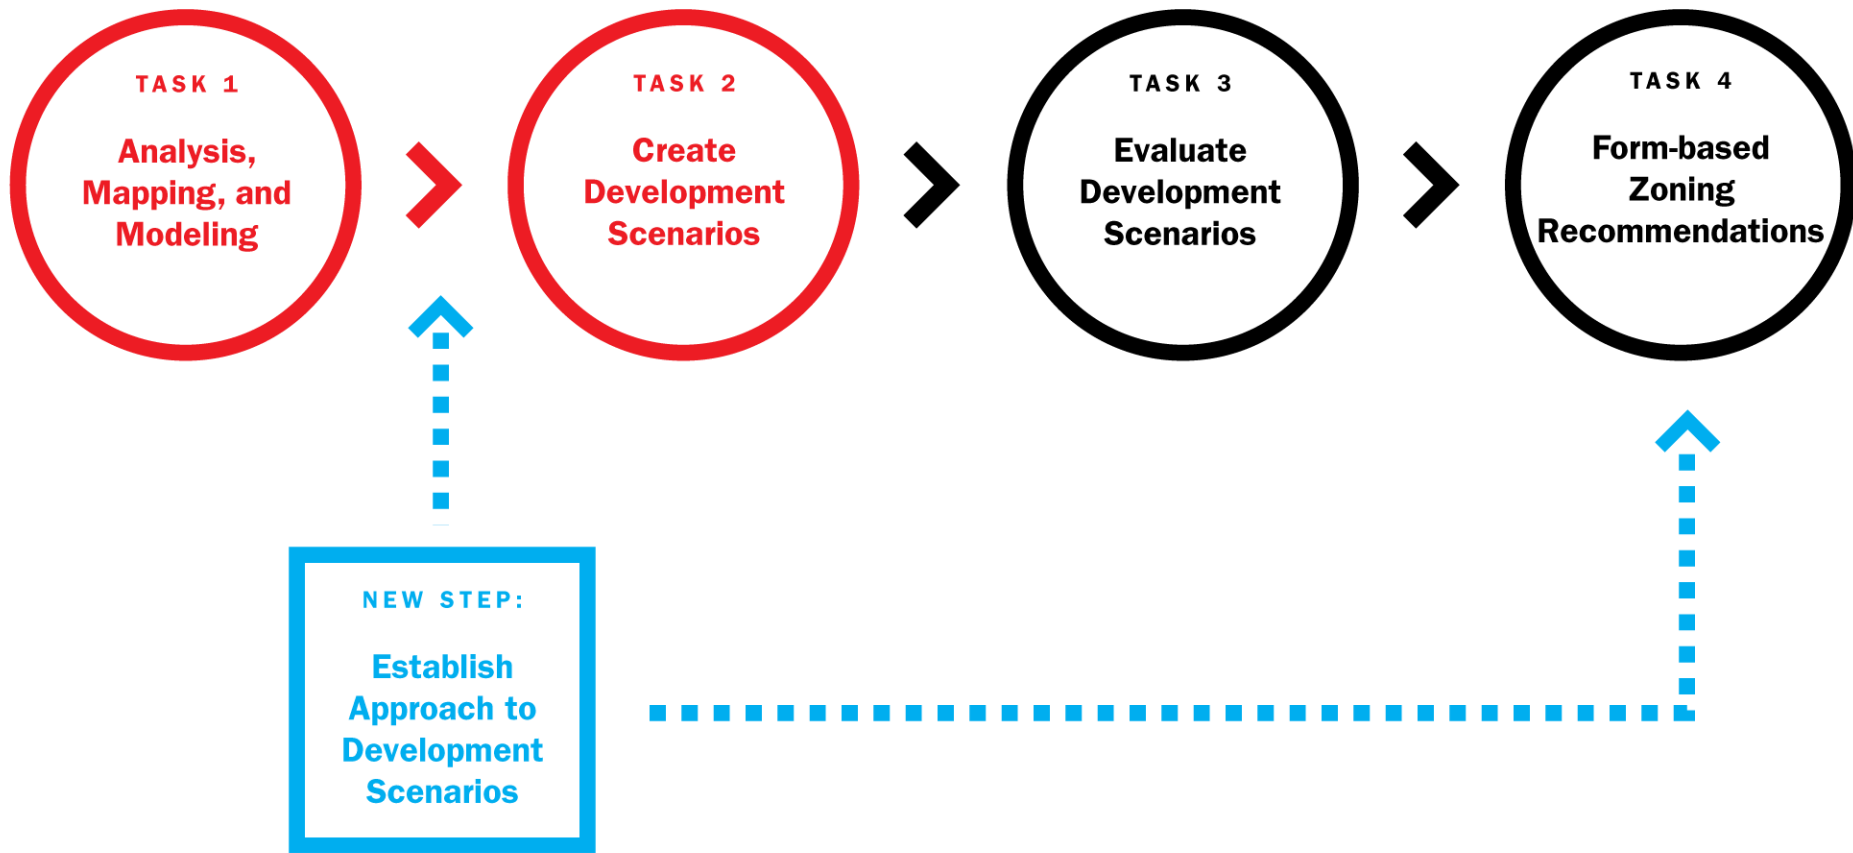 TASK 1
Analysis,
Mapping, and
Modeling
TASK 2
Create
Development
Scenarios
TASK 3
Evaluate
Development
Scenarios
TASK 4
Form-based
Zoning
Recommendations
NEW STEP:
Establish
Approach to
Development
Scenarios